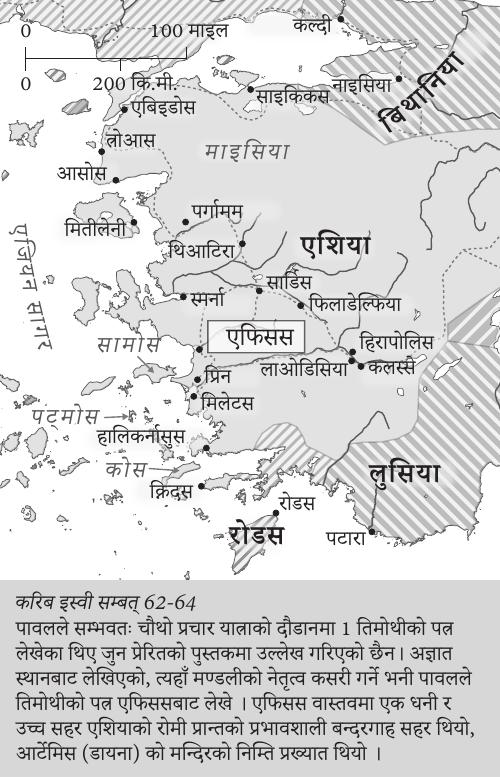 0 100 माइल
0 200 कि.मी.
कल्दी
नाइसिया
साइकिकस
बिथानिया
एबिइडोस
त्रोआस
माइसिया
आसोस
पर्गामम
मितीलेनी
थिआटिरा
एशिया
एजियन सागर
सार्डिस
स्मर्ना
फिलाडेल्फिया
एफिसस
सामोस
हिरापोलिस
लाओडिसिया
कलस्से
प्रिन
मिलेटस
पटमोस
हालिकर्नासुस
कोस
क्रिदस
लुसिया
रोडस
रोडस
पटारा
करिब इस्वी सम्बत् 62-64
पावलले सम्भवतः चौथो प्रचार यात्राको दौडानमा 1 तिमोथीको पत्र
लेखेका थिए जुन प्रेरितको पुस्तकमा उल्लेख गरिएको छैन। अज्ञात
स्थानबाट लेखिएको, त्यहाँ मण्डलीको नेतृत्व कसरी गर्ने भनी पावलले
तिमोथीको पत्र एफिससबाट लेखे । एफिसस वास्तवमा एक धनी र
उच्च सहर एशियाको रोमी प्रान्तको प्रभावशाली बन्दरगाह सहर थियो,
आर्टेमिस (डायना) को मन्दिरको निम्ति प्रख्यात थियो ।